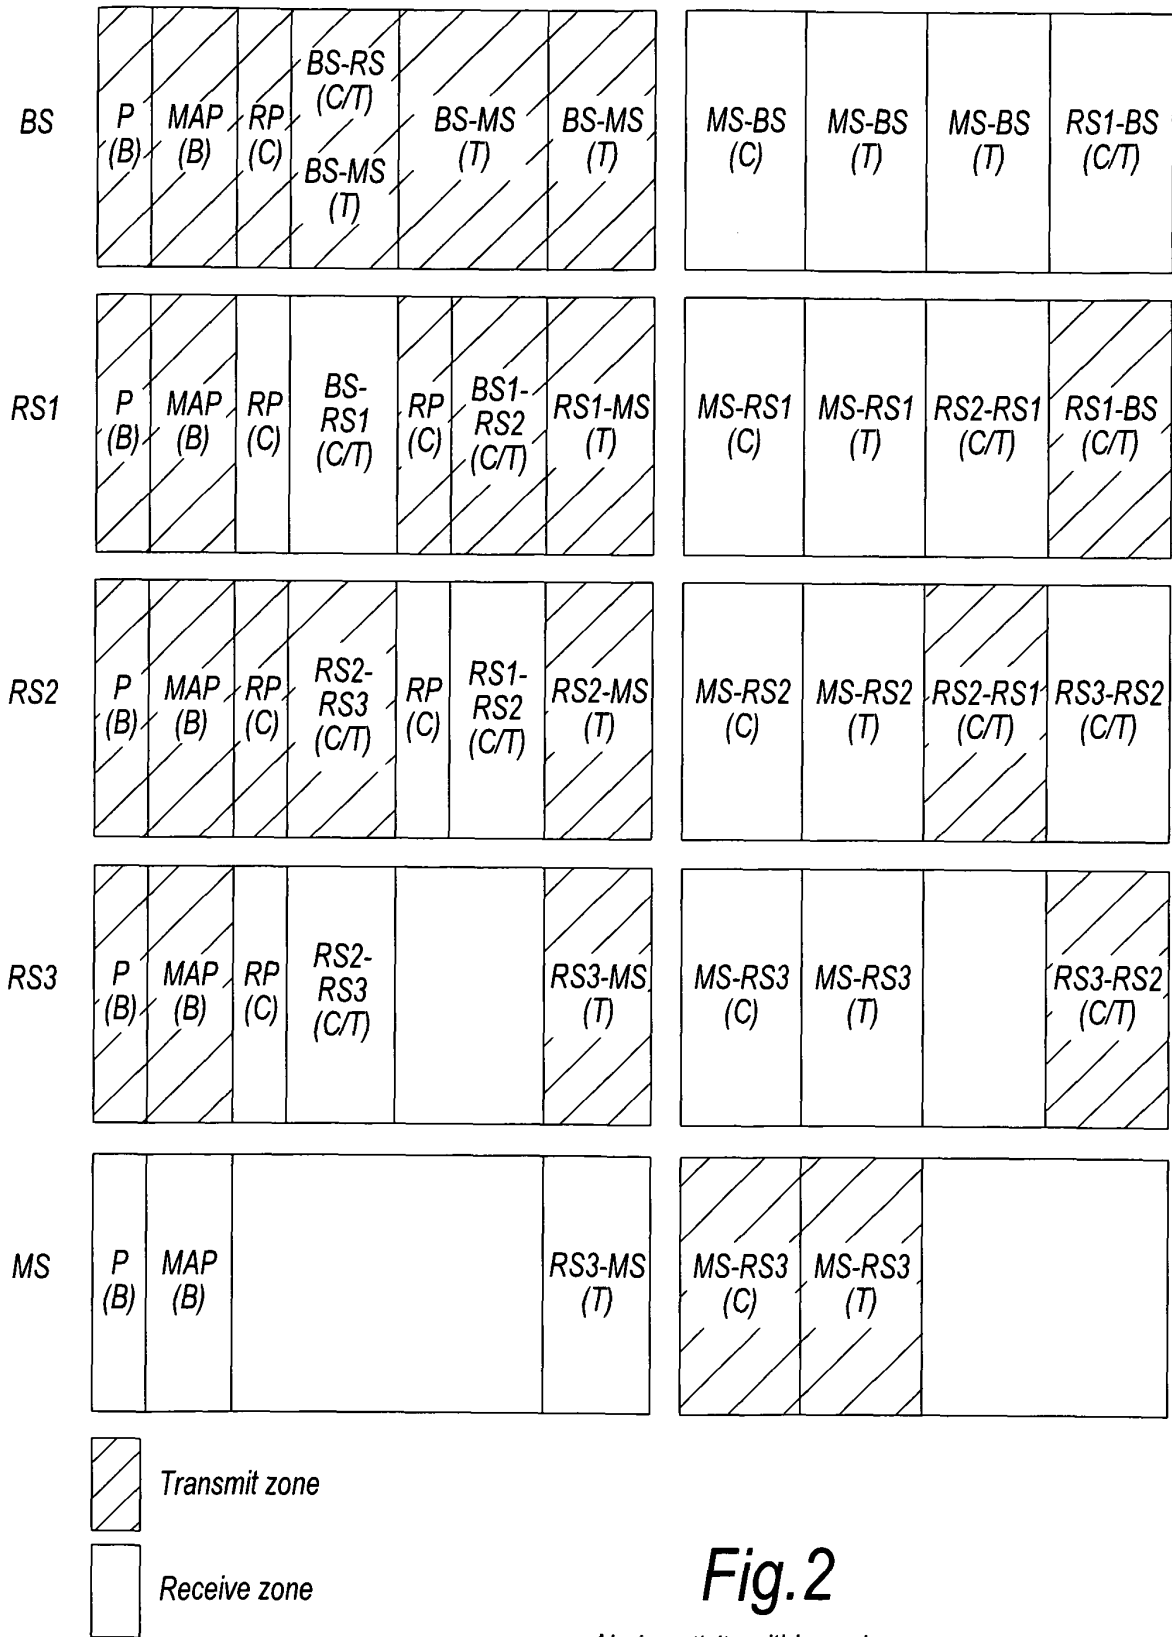 BS
P
(B)
MAP
(B)
RP
(C)
BS-RS
(C/T)
BS-MS
(T)
BS-MS
(T)
BS-MS
(T)
MS-BS
(C)
MS-BS
(T)
MS-BS
(T)
RS1-BS
(C/T)
RS1
P
(B)
MAP
(B)
RP
(C)
BS-
RS1
(C/T)
RP
(C)
BS1-
RS2
(C/T)
RS1-MS
(T)
MS-RS1
(C)
MS-RS1
(T)
RS2-RS1
(C/T)
RS1-BS
(C/T)
RS2
P
(B)
MAP
(B)
RP
(C)
RS2-
RS3
(C/T)
RP
(C)
RS1-
RS2
(C/T)
RS2-MS
(T)
MS-RS2
(C)
MS-RS2
(T)
RS2-RS1
(C/T)
RS3-RS2
(C/T)
RS3
P
(B)
MAP
(B)
RP
(C)
RS2-
RS3
(C/T)
RS3-MS
(T)
MS-RS3
(C)
MS-RS3
(T)
RS3-RS2
(C/T)
MS
P
(B)
MAP
(B)
RS3-MS
(T)
MS-RS3
(C)
MS-RS3
(T)
Transmit zone
Receive zone
Fig.2